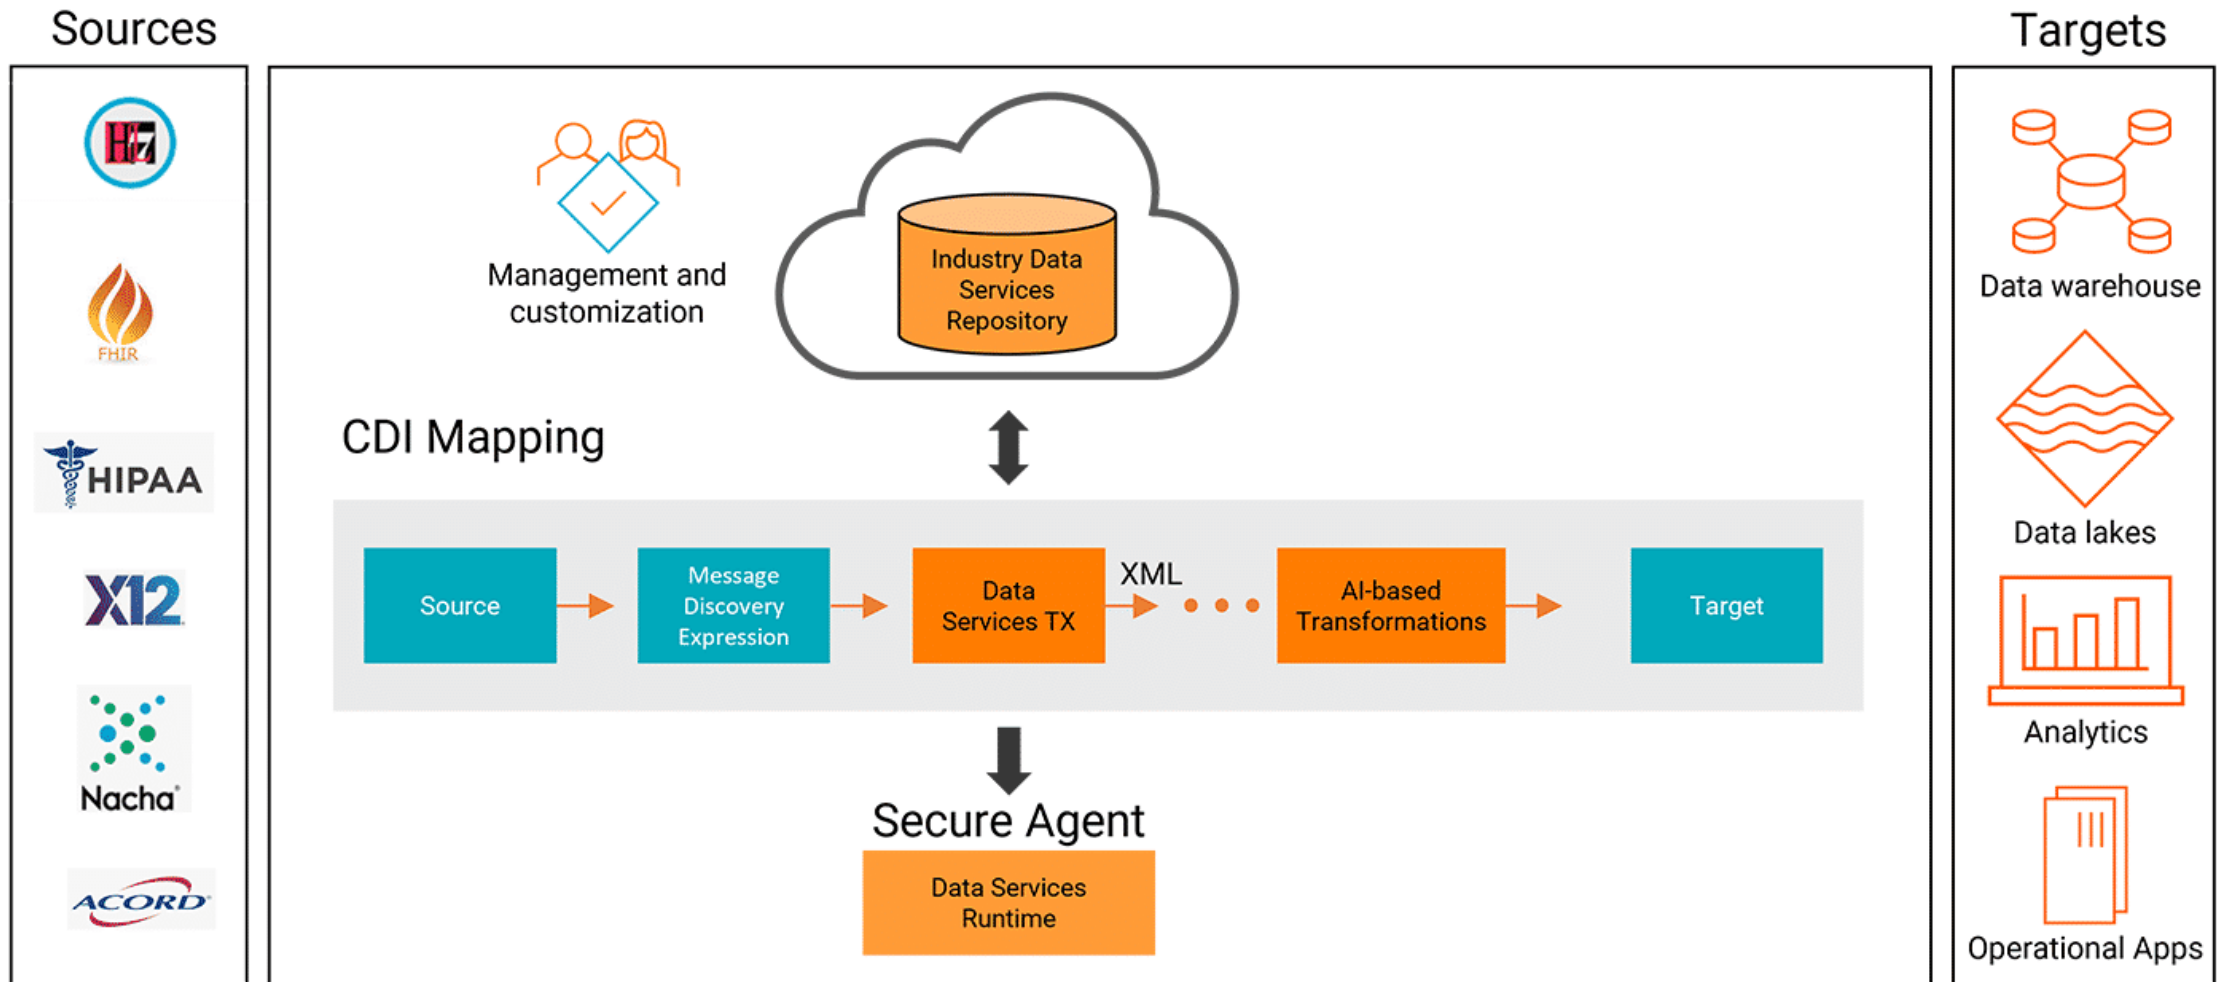 Sources
Targets
HL7
FHIR
HIPAA
X12
Nacha®
ACORD®
Management and
customization
Industry Data
Services
Repository
CDI Mapping
Source
Message
Discovery
Expression
Data
Services TX
XML
AI-based
Transformations
Target
Secure Agent
Data Services
Runtime
Data warehouse
Data lakes
Analytics
Operational Apps